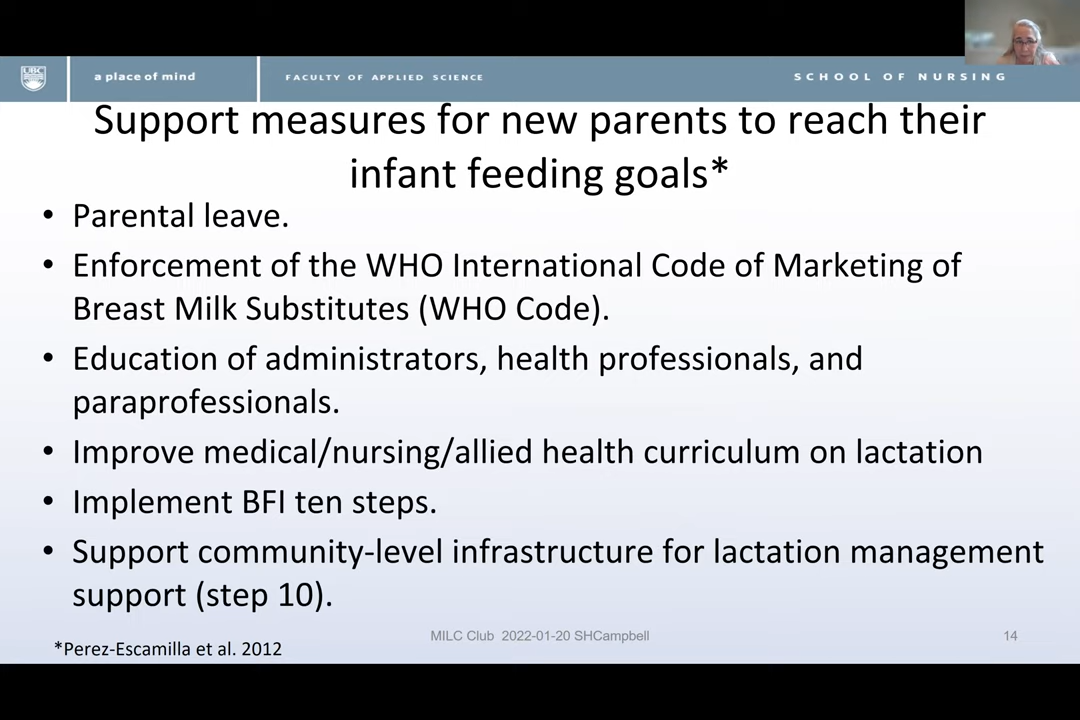 UBC
a place of mind
FACULTY OF APPLIED SCIENCE
SCHOOL OF NURSING
Support measures for new parents to reach their
infant feeding goals*
• Parental leave.
• Enforcement of the WHO International Code of Marketing of
Breast Milk Substitutes (WHO Code).
• Education of administrators, health professionals, and
paraprofessionals.
• Improve medical/nursing/allied health curriculum on lactation
• Implement BFI ten steps.
• Support community-level infrastructure for lactation management
support (step 10).
*Perez-Escamilla et al. 2012
MILC Club 2022-01-20 SHCampbell
14